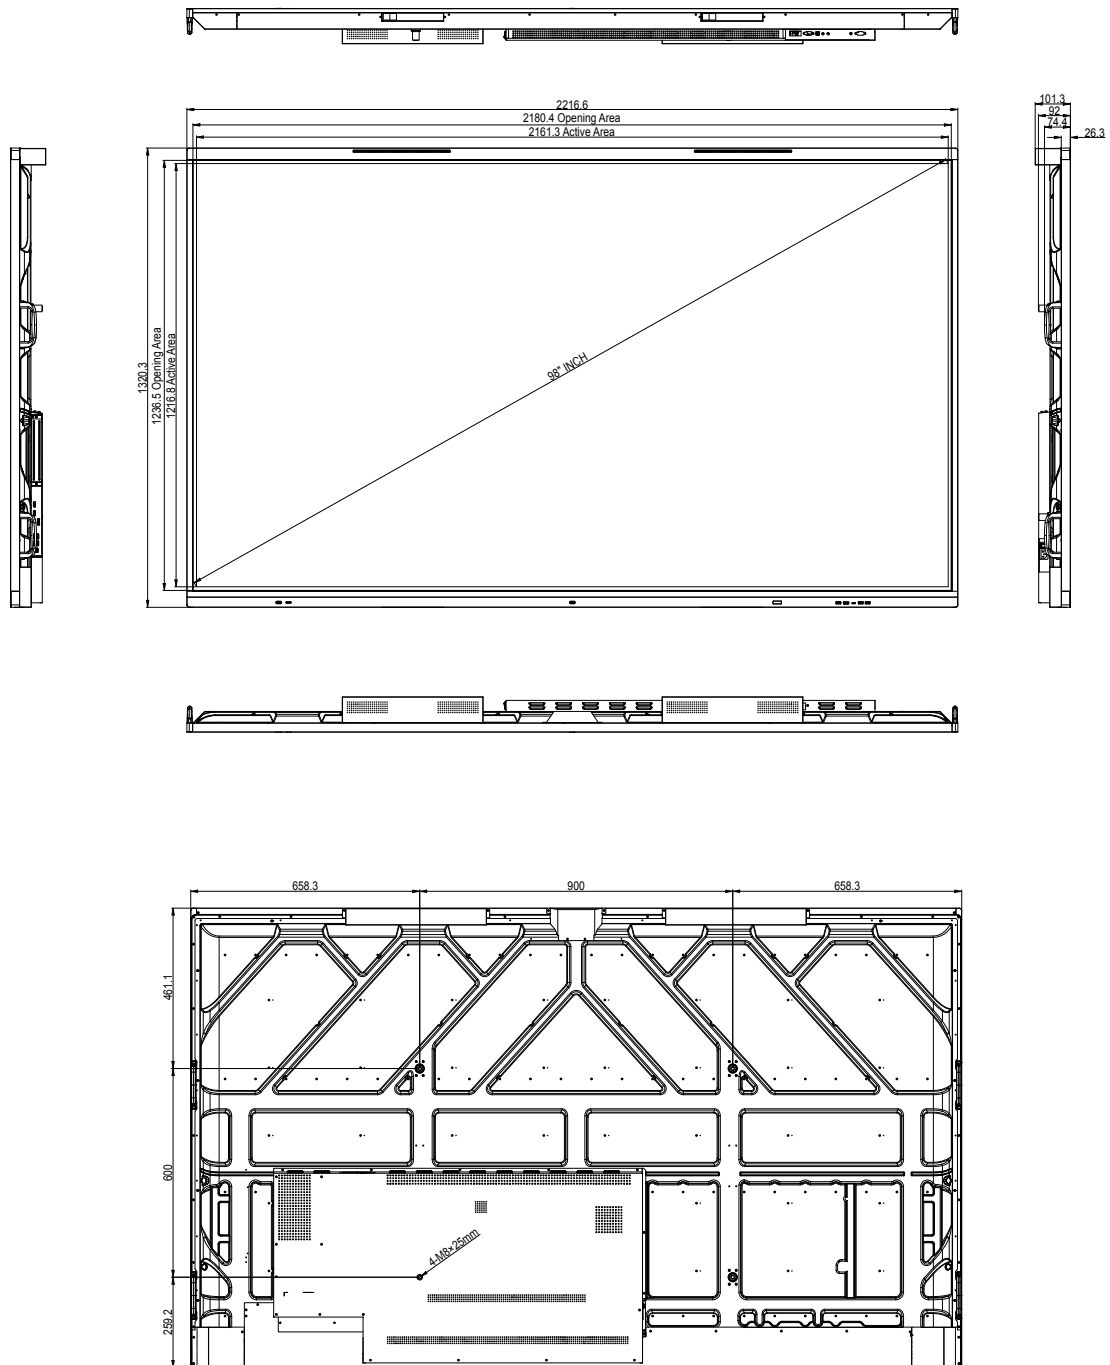 2216.6
2180.4 Opening Area
2161.3 Active Area
101.3
92
74.4
26.3
1320.3
1236.5 Opening Area
1216.8 Active Area
98" INCH
658.3
900
658.3
461.1
600
259.2
4-M8×25mm